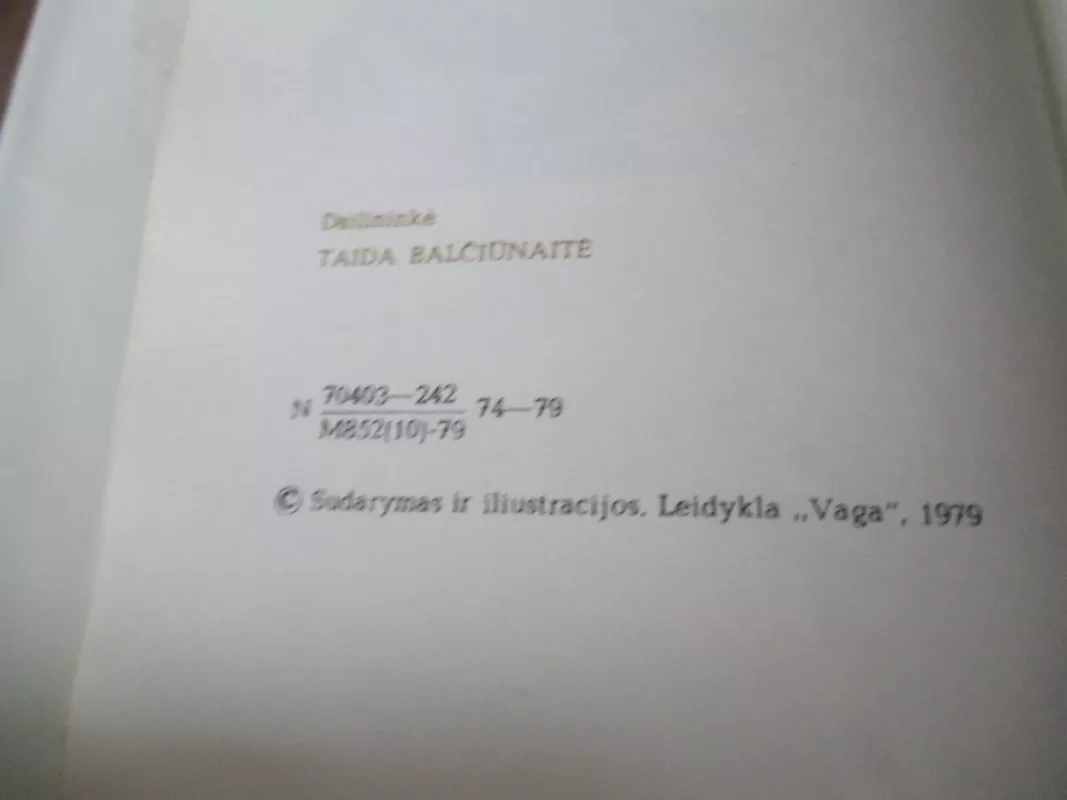 Dailininkė
TAIDA BALČIŪNAITĖ
N 70403—242 74—79
M852(10)-79
© Sudarymas ir iliustracijos. Leidykla „Vaga“, 1979